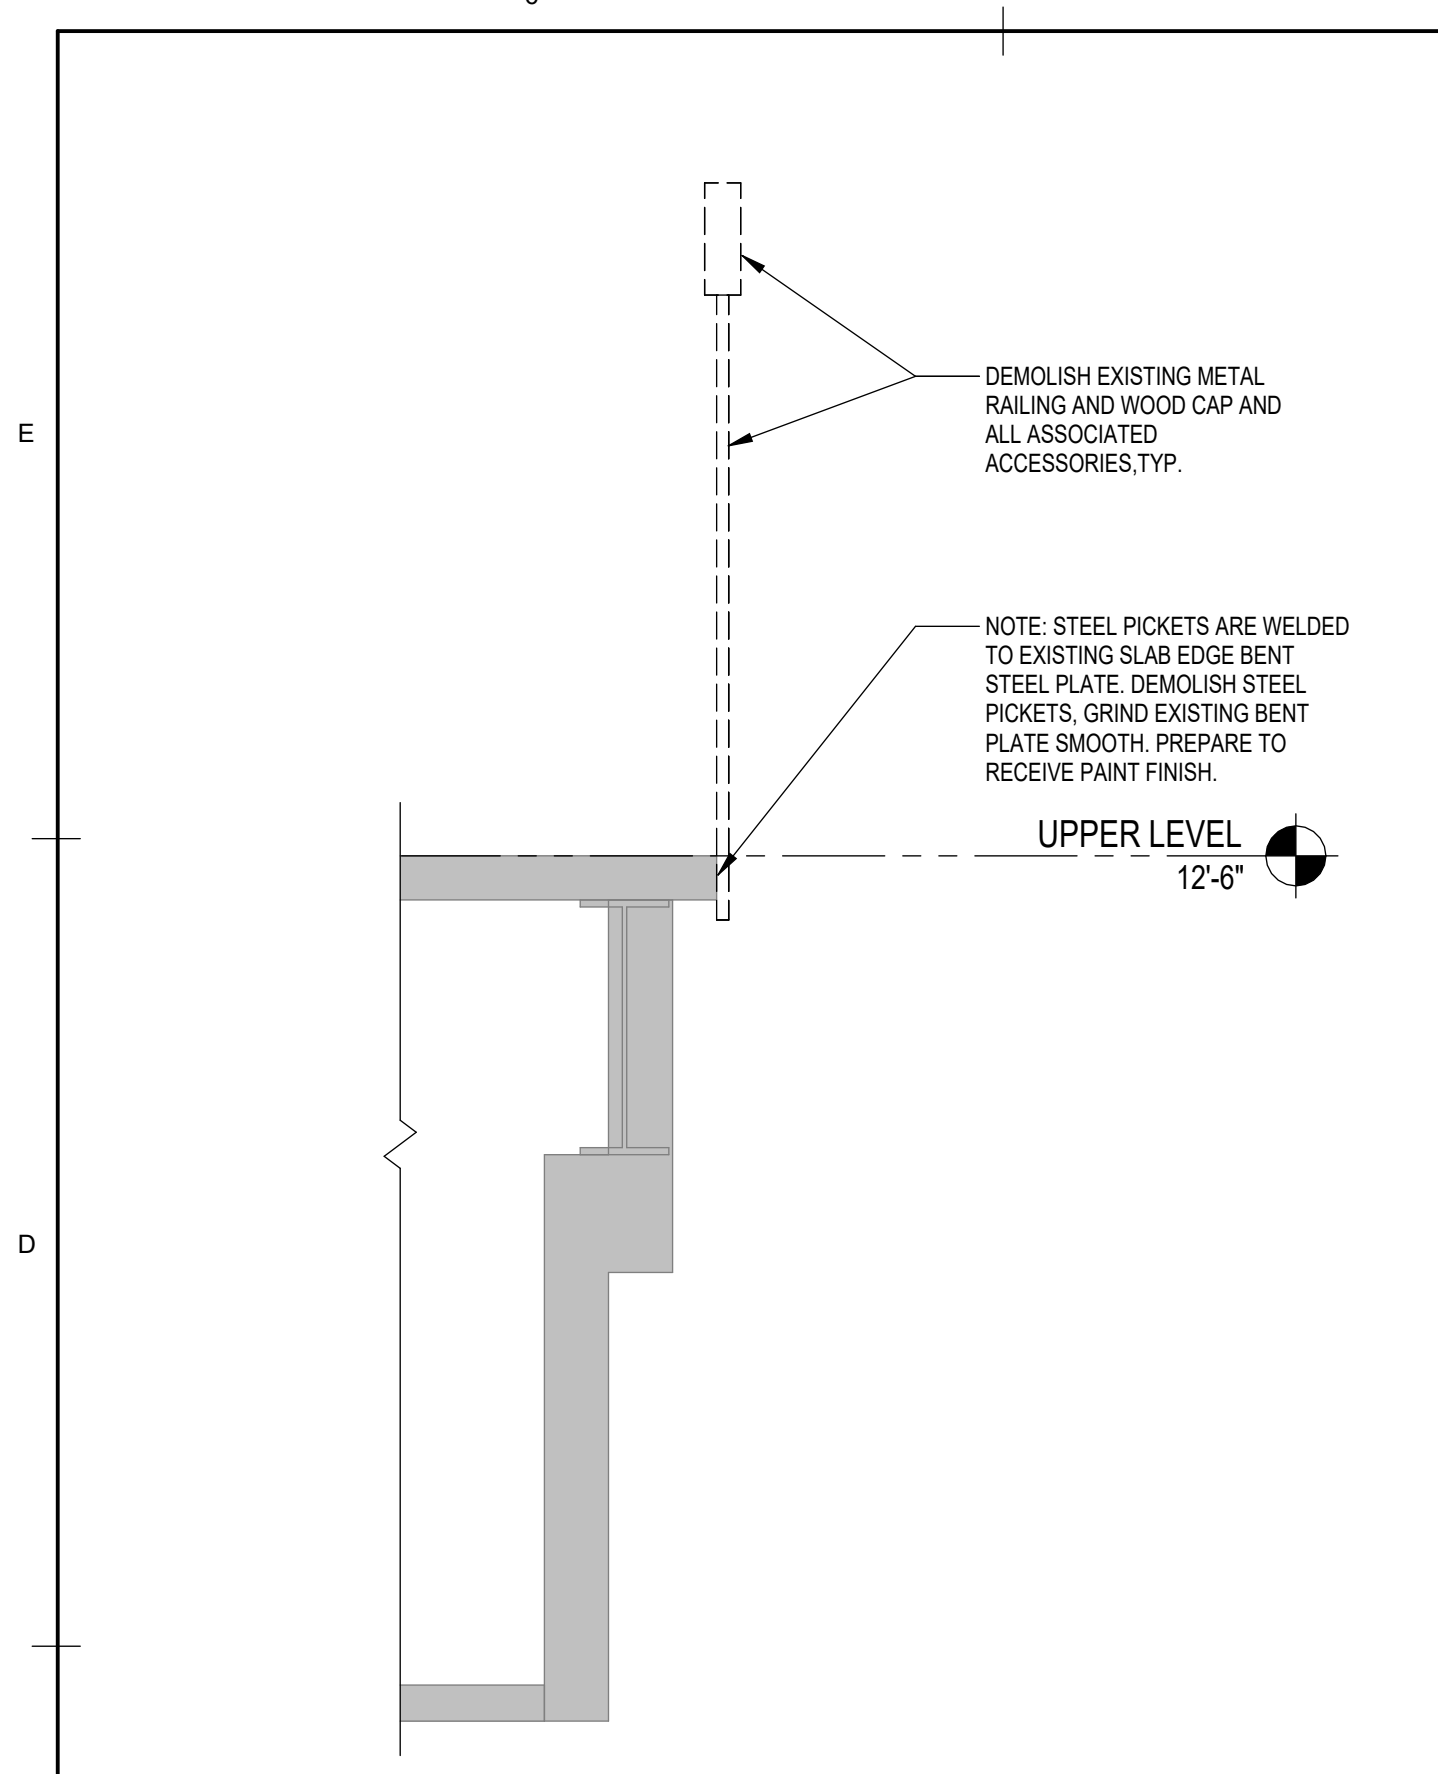 DEMOLISH EXISTING METAL
RAILING AND WOOD CAP AND
ALL ASSOCIATED
ACCESSORIES,TYP.
E
NOTE: STEEL PICKETS ARE WELDED
TO EXISTING SLAB EDGE BENT
STEEL PLATE. DEMOLISH STEEL
PICKETS, GRIND EXISTING BENT
PLATE SMOOTH. PREPARE TO
RECEIVE PAINT FINISH.
UPPER LEVEL
12'-6"
D